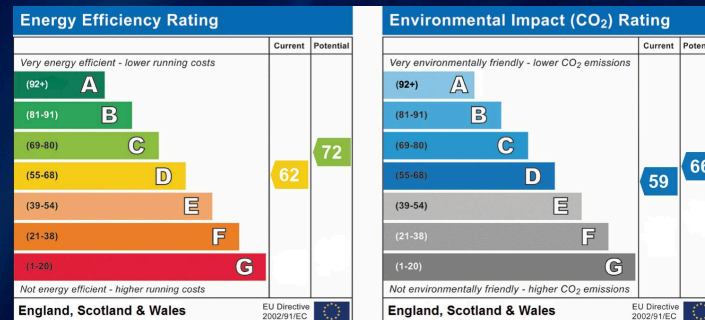 Energy Efficiency Rating
Current Potential
Very energy efficient - lower running costs
(92+) A
(81-91) B
(69-80) C
72
(55-68) D
62
(39-54) E
(21-38) F
(1-20) G
Not energy efficient - higher running costs
England, Scotland & Wales
EU Directive
2002/91/EC
Environmental Impact (CO₂) Rating
Current Poten
Very environmentally friendly - lower CO₂ emissions
(92+) A
(81-91) B
(69-80) C
66
(55-68) D
59
(39-54) E
(21-38) F
(1-20) G
Not environmentally friendly - higher CO₂ emissions
England, Scotland & Wales
EU Directive
2002/91/EC